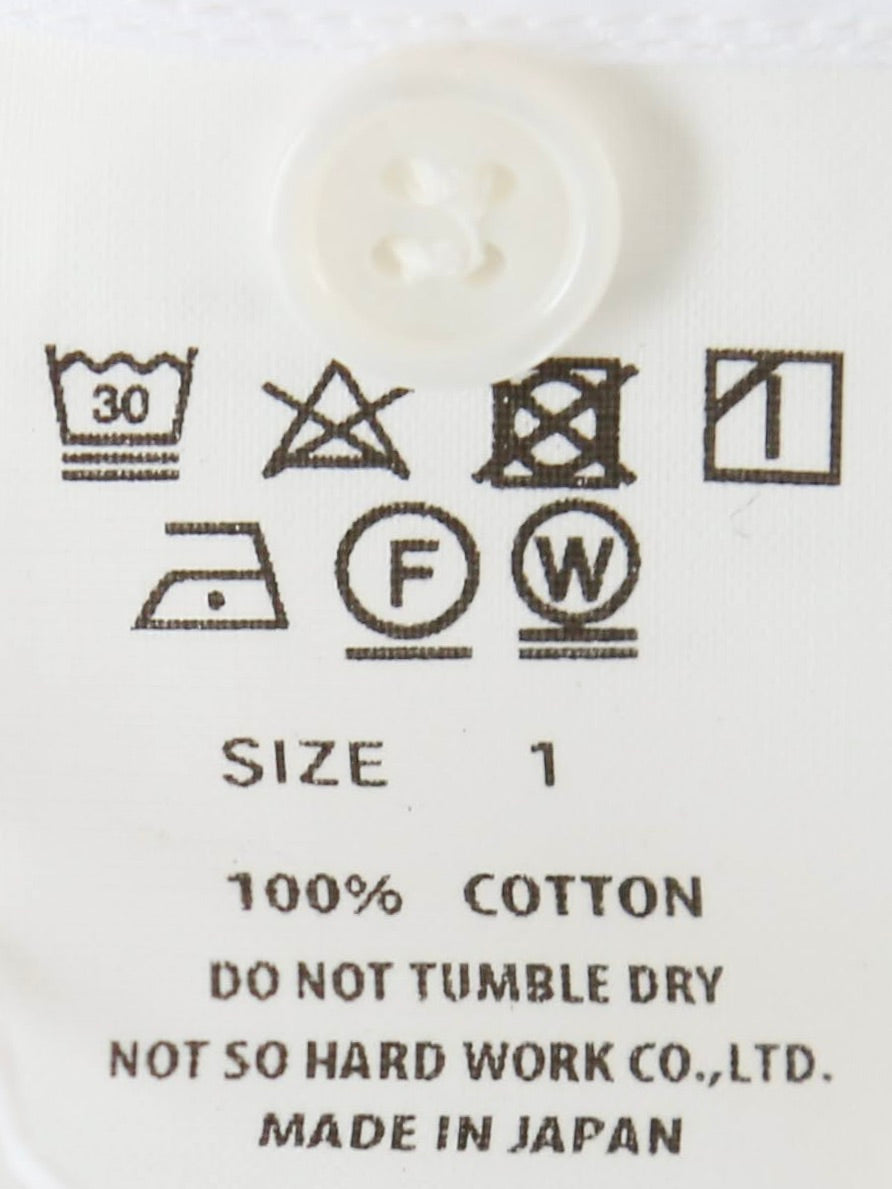 30
F W
SIZE 1
100% COTTON
DO NOT TUMBLE DRY
NOT SO HARD WORK CO.,LTD.
MADE IN JAPAN